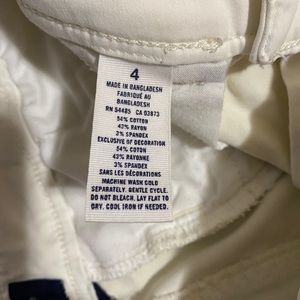 4
MADE IN BANGLADESH
FABRIQUÉ AU
BANGLADESH
RN 54485 CA 03873
54% COTTON
43% RAYON
3% SPANDEX
EXCLUSIVE OF DECORATION
54% COTON
43% RAYONNE
3% SPANDEX
SANS LES DÉCORATIONS
MACHINE WASH COLD
SEPARATELY. GENTLE CYCLE.
DO NOT BLEACH. LAY FLAT TO
DRY. COOL IRON IF NEEDED.